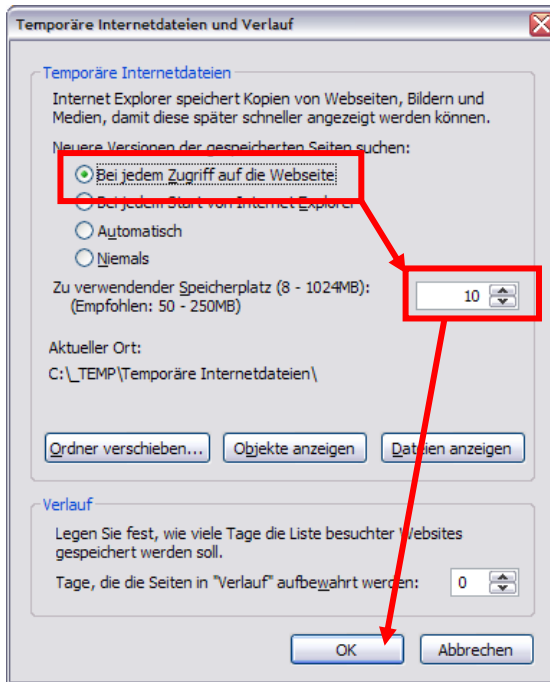 Temporäre Internetdateien und Verlauf
Temporäre Internetdateien
Internet Explorer speichert Kopien von Webseiten, Bildern und
Medien, damit diese später schneller angezeigt werden können.
Neuere Versionen der gespeicherten Seiten suchen:
Bei jedem Zugriff auf die Webseite
Bei jedem Start von Internet Explorer
Automatisch
Niemals
Zu verwendender Speicherplatz (8 - 1024MB): 10
(Empfohlen: 50 - 250MB)
Aktueller Ort:
C:\_TEMP\Temporäre Internetdateien\
Ordner verschieben... Objekte anzeigen Dateien anzeigen
Verlauf
Legen Sie fest, wie viele Tage die Liste besuchter Websites
gespeichert werden soll.
Tage, die die Seiten in "Verlauf" aufbewahrt werden: 0
OK Abbrechen